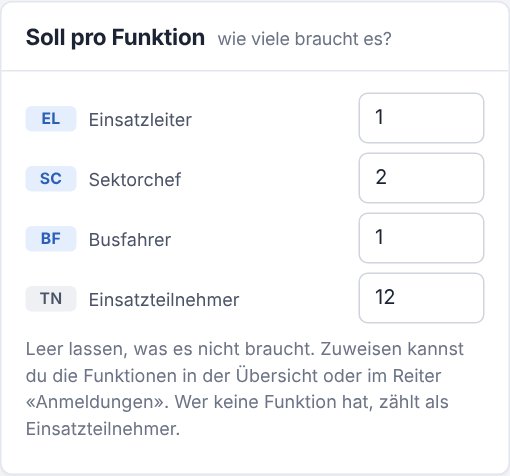 Soll pro Funktion wie viele braucht es?
EL Einsatzleiter 1
SC Sektorchef 2
BF Busfahrer 1
TN Einsatzteilnehmer 12
Leer lassen, was es nicht braucht. Zuweisen kannst
du die Funktionen in der Übersicht oder im Reiter
«Anmeldungen». Wer keine Funktion hat, zählt als
Einsatzteilnehmer.